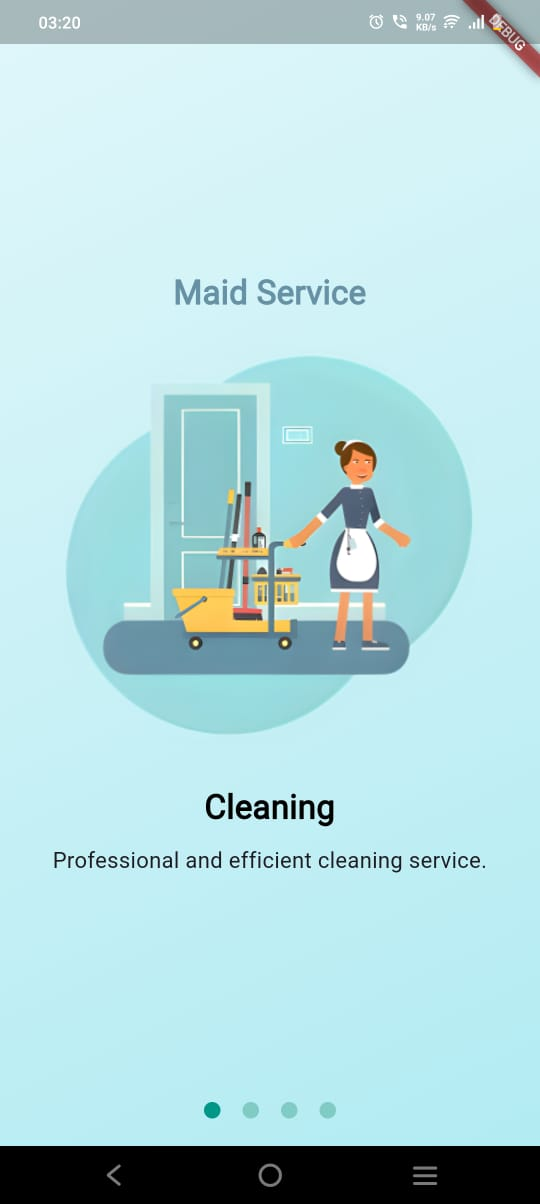 03:20
9.07
KB/s
DEBUG
Maid Service
Cleaning
Professional and efficient cleaning service.